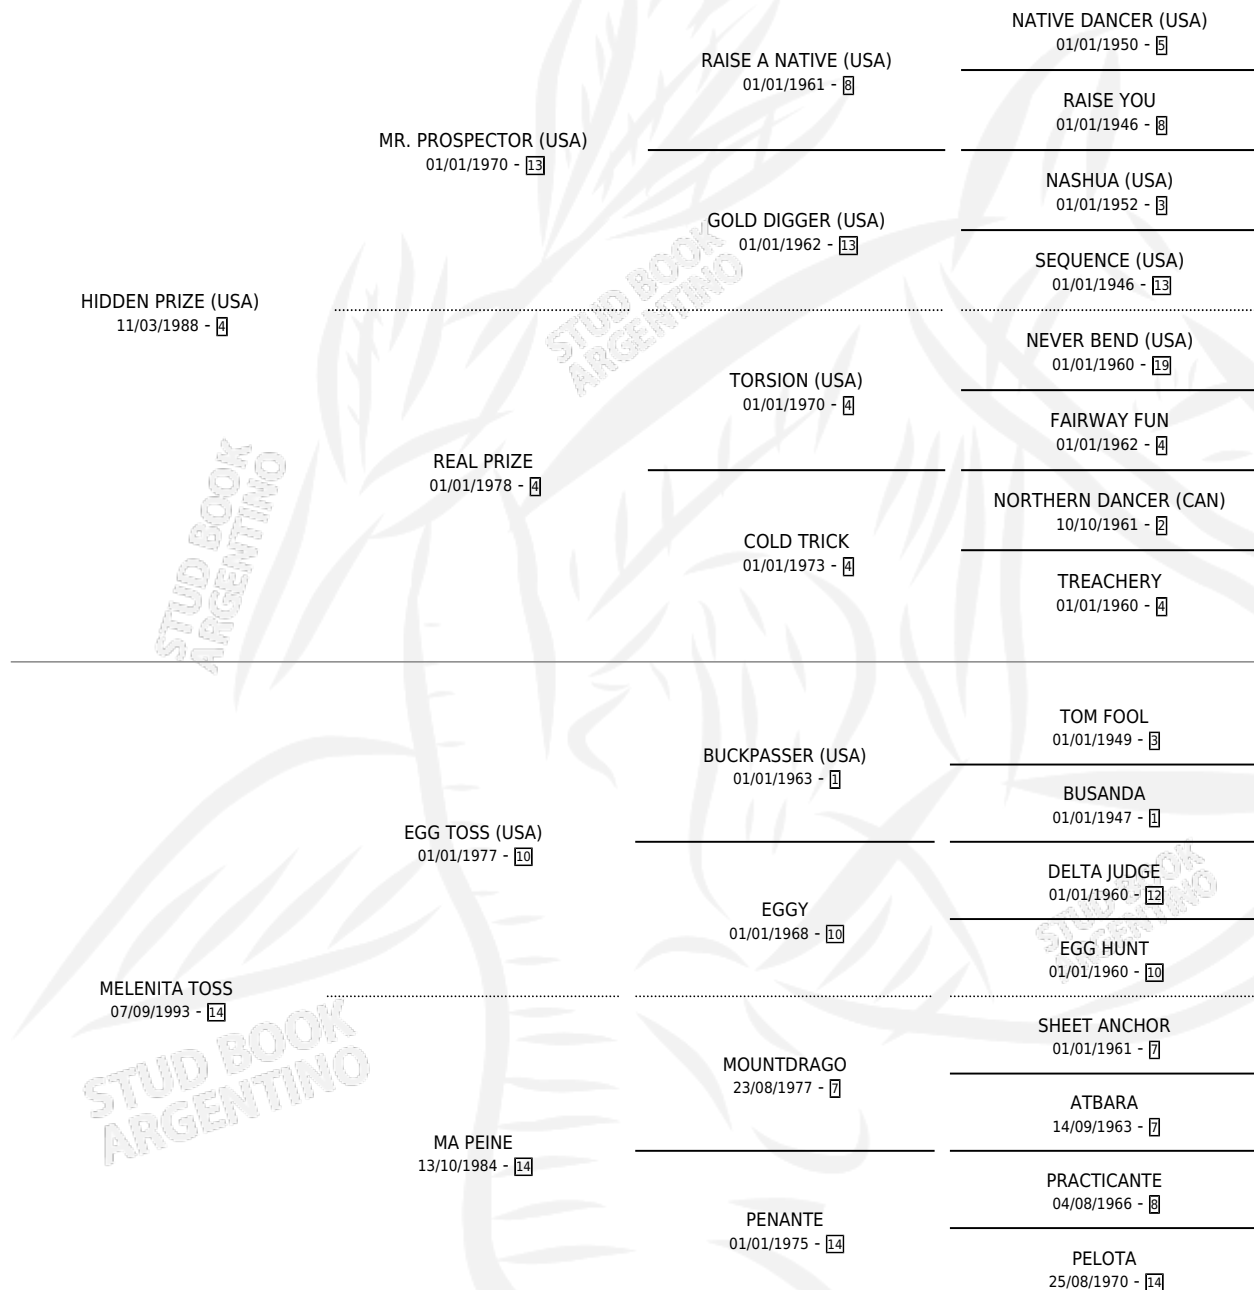 NATIVE DANCER (USA)
01/01/1950 - 5
RAISE A NATIVE (USA)
01/01/1961 - 8
RAISE YOU
01/01/1946 - 8
MR. PROSPECTOR (USA)
01/01/1970 - 13
NASHUA (USA)
01/01/1952 - 3
GOLD DIGGER (USA)
01/01/1962 - 13
SEQUENCE (USA)
01/01/1946 - 13
HIDDEN PRIZE (USA)
11/03/1988 - 4
STUD BOOK
ARGENTINO
NEVER BEND (USA)
01/01/1960 - 19
TORSION (USA)
01/01/1970 - 4
FAIRWAY FUN
01/01/1962 - 4
REAL PRIZE
01/01/1978 - 4
NORTHERN DANCER (CAN)
10/10/1961 - 2
COLD TRICK
01/01/1973 - 4
TREACHERY
01/01/1960 - 4
STUD BOOK
ARGENTINO
TOM FOOL
01/01/1949 - 3
BUCKPASSER (USA)
01/01/1963 - 1
BUSANDA
01/01/1947 - 1
EGG TOSS (USA)
01/01/1977 - 10
DELTA JUDGE
01/01/1960 - 12
STUD BOOK
ARGENTINO
EGGY
01/01/1968 - 10
EGG HUNT
01/01/1960 - 10
MELENITA TOSS
07/09/1993 - 14
STUD BOOK
ARGENTINO
SHEET ANCHOR
01/01/1961 - 7
MOUNTDRAGO
23/08/1977 - 7
ATBARA
14/09/1963 - 7
MA PEINE
13/10/1984 - 14
PRACTICANTE
04/08/1966 - 8
PENANTE
01/01/1975 - 14
PELOTA
25/08/1970 - 14